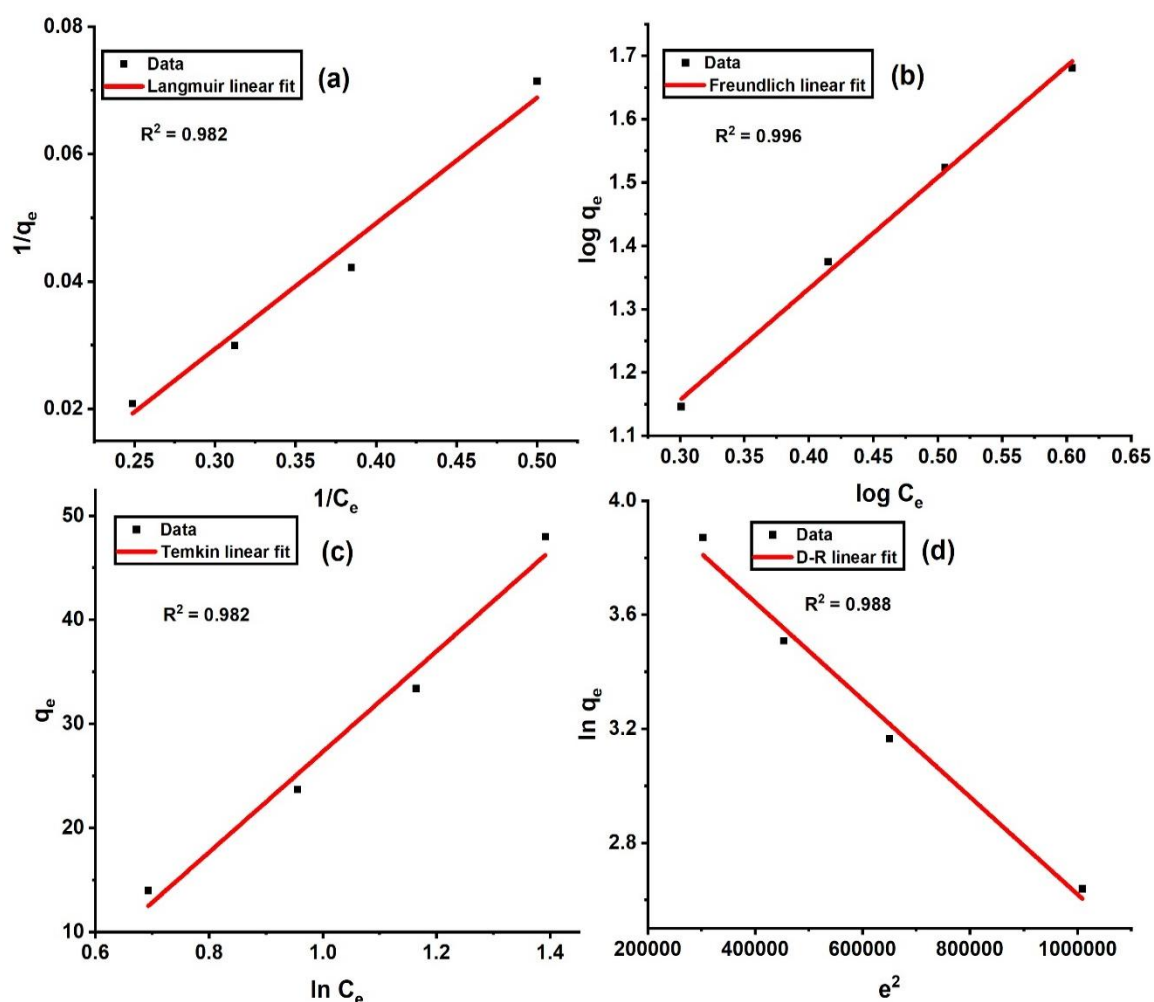 Data
Langmuir linear fit
(a)
R² = 0.982
0.08
0.06
0.04
0.02
1/qₑ
0.25 0.30 0.35 0.40 0.45 0.50
1/Cₑ
Data
Freundlich linear fit
(b)
R² = 0.996
1.7
1.6
1.5
1.4
1.3
1.2
1.1
log qₑ
0.30 0.35 0.40 0.45 0.50 0.55 0.60 0.65
log Cₑ
Data
Temkin linear fit
(c)
R² = 0.982
50
40
30
20
10
qₑ
0.6 0.8 1.0 1.2 1.4
ln Cₑ
Data
D-R linear fit
(d)
R² = 0.988
4.0
3.6
3.2
2.8
ln qₑ
200000 400000 600000 800000 1000000
e²